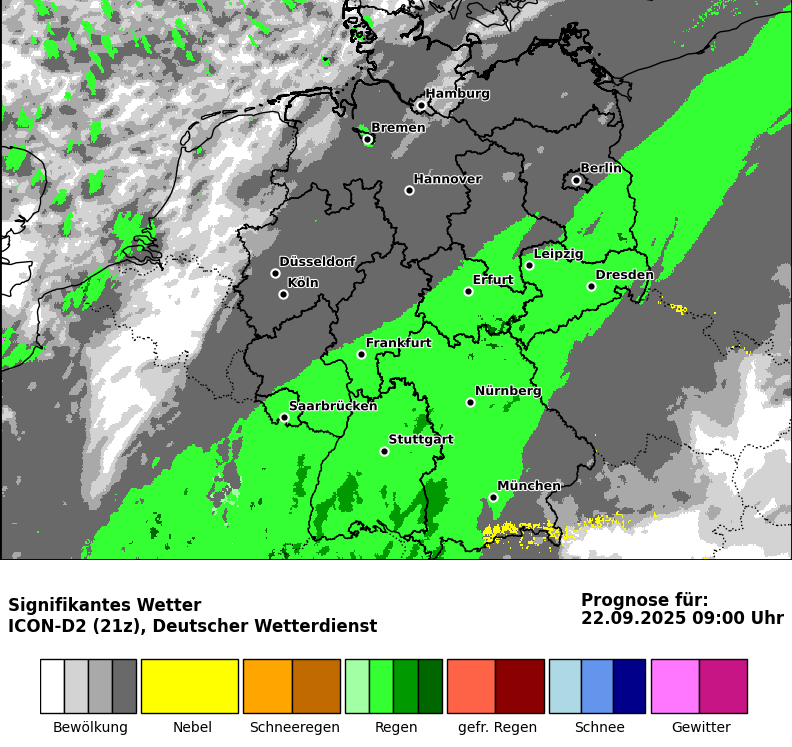 Hamburg
Bremen
Berlin
Hannover
Leipzig
Düsseldorf
Dresden
Köln
Erfurt
Frankfurt
Nürnberg
Saarbrücken
Stuttgart
München
Signifikantes Wetter
ICON-D2 (21z), Deutscher Wetterdienst
Prognose für:
22.09.2025 09:00 Uhr
Bewölkung Nebel Schneeregen Regen gefr. Regen Schnee Gewitter